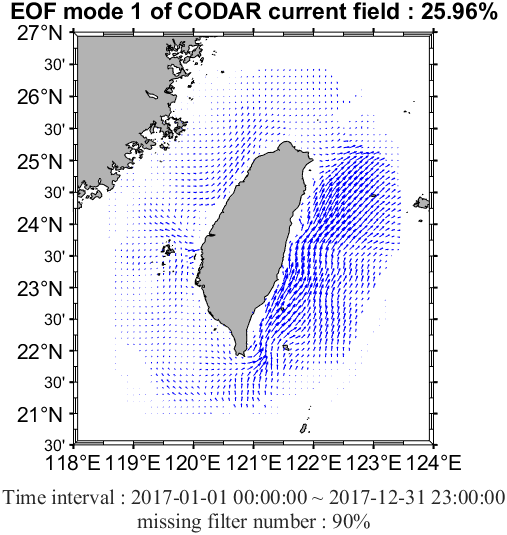 EOF mode 1 of CODAR current field : 25.96%
27°N
30'
26°N
30'
25°N
30'
24°N
30'
23°N
30'
22°N
30'
21°N
30'
118°E 119°E 120°E 121°E 122°E 123°E 124°E
Time interval : 2017-01-01 00:00:00 ~ 2017-12-31 23:00:00
missing filter number : 90%